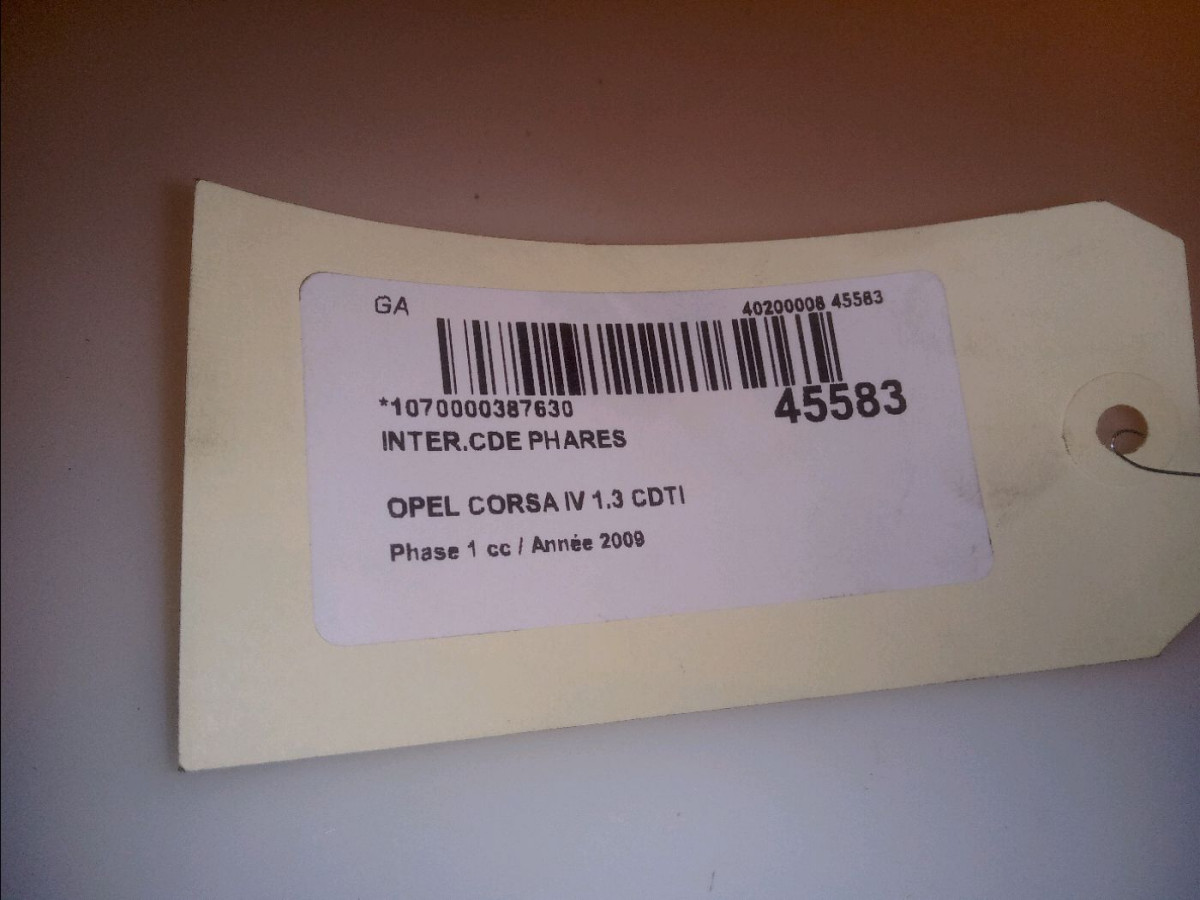 GA
40200008 45583
*1070000387630
45583
INTER.CDE PHARES
OPEL CORSA IV 1.3 CDTI
Phase 1 cc / Année 2009